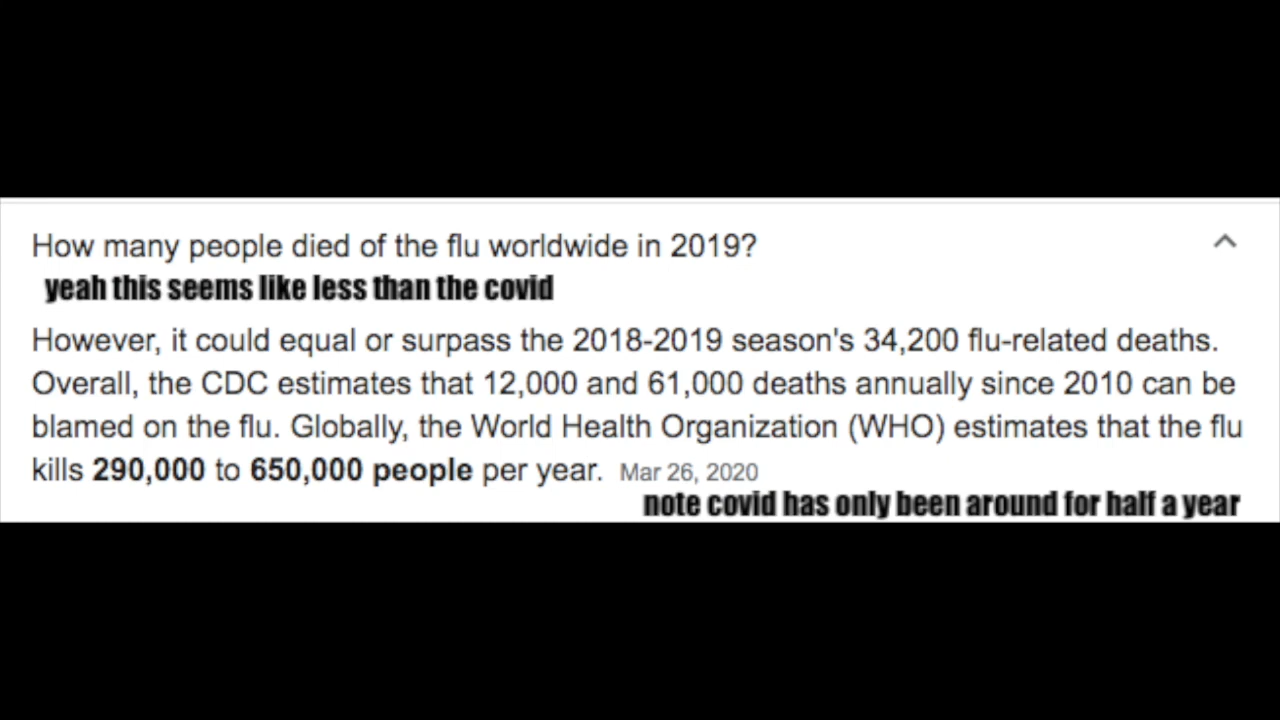 How many people died of the flu worldwide in 2019?
yeah this seems like less than the covid
However, it could equal or surpass the 2018-2019 season's 34,200 flu-related deaths.
Overall, the CDC estimates that 12,000 and 61,000 deaths annually since 2010 can be
blamed on the flu. Globally, the World Health Organization (WHO) estimates that the flu
kills 290,000 to 650,000 people per year. Mar 26, 2020
note covid has only been around for half a year